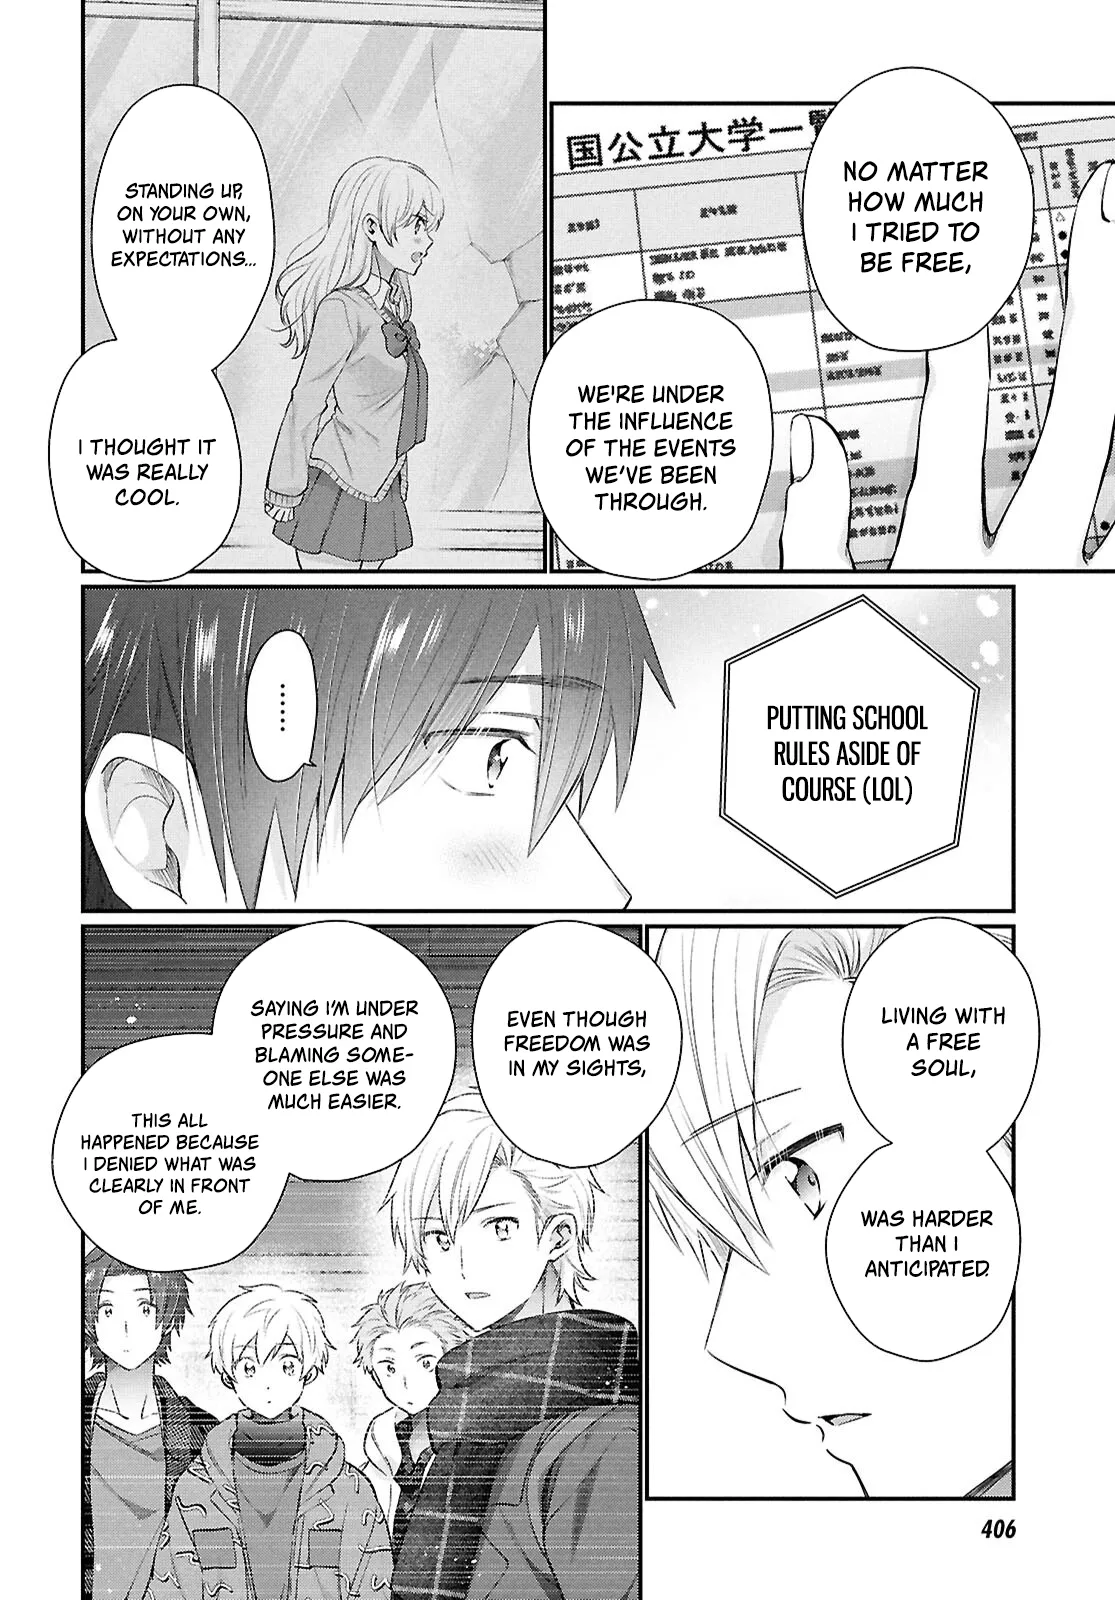 国公立大学一
NO MATTER
HOW MUCH
I TRIED TO
BE FREE,
WE'RE UNDER
THE INFLUENCE
OF THE EVENTS
WE'VE BEEN
THROUGH.
STANDING UP,
ON YOUR OWN,
WITHOUT ANY
EXPECTATIONS...
I THOUGHT IT
WAS REALLY
COOL.
PUTTING SCHOOL
RULES ASIDE OF
COURSE (LOL)
........
LIVING WITH
A FREE
SOUL,
WAS HARDER
THAN I
ANTICIPATED.
EVEN THOUGH
FREEDOM WAS
IN MY SIGHTS,
SAYING I'M UNDER
PRESSURE AND
BLAMING SOME-
ONE ELSE WAS
MUCH EASIER.
THIS ALL
HAPPENED BECAUSE
I DENIED WHAT WAS
CLEARLY IN FRONT
OF ME.
406